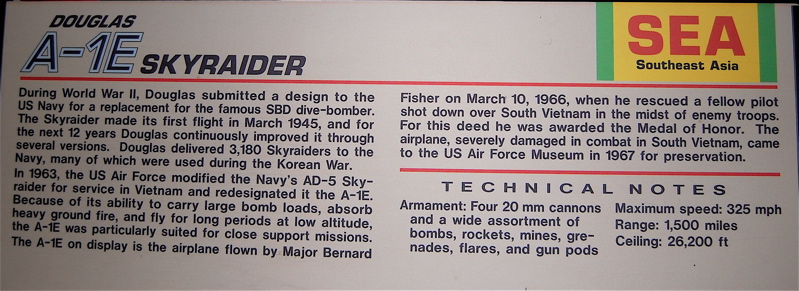 DOUGLAS
A-1E SKYRAIDER
SEA
Southeast Asia
During World War II, Douglas submitted a design to the
US Navy for a replacement for the famous SBD dive-bomber.
The Skyraider made its first flight in March 1945, and for
the next 12 years Douglas continuously improved it through
several versions. Douglas delivered 3,180 Skyraiders to the
Navy, many of which were used during the Korean War.
In 1963, the US Air Force modified the Navy's AD-5 Sky-
raider for service in Vietnam and redesignated it the A-1E.
Because of its ability to carry large bomb loads, absorb
heavy ground fire, and fly for long periods at low altitude,
the A-1E was particularly suited for close support missions.
The A-1E on display is the airplane flown by Major Bernard
Fisher on March 10, 1966, when he rescued a fellow pilot
shot down over South Vietnam in the midst of enemy troops.
For this deed he was awarded the Medal of Honor. The
airplane, severely damaged in combat in South Vietnam, came
to the US Air Force Museum in 1967 for preservation.
TECHNICAL NOTES
Armament: Four 20 mm cannons
and a wide assortment of
bombs, rockets, mines, gre-
nades, flares, and gun pods
Maximum speed: 325 mph
Range: 1,500 miles
Ceiling: 26,200 ft